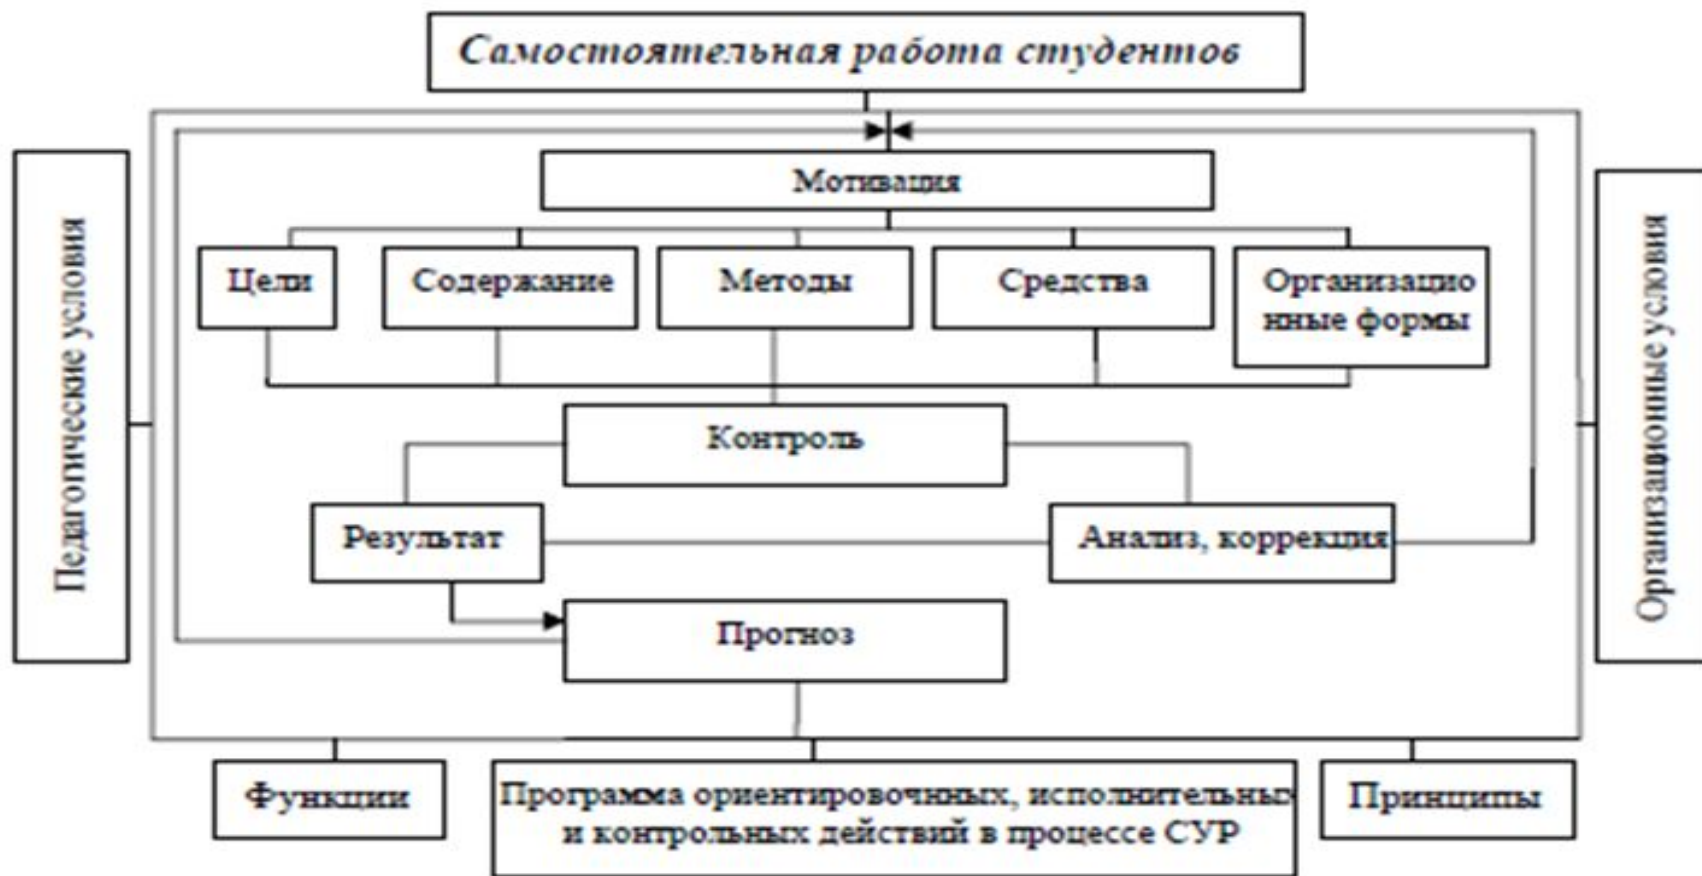 Самостоятельная работа студентов
Мотивация
Педагогические условия
Организационные условия
Цели
Содержание
Методы
Средства
Организацио
нные формы
Контроль
Результат
Анализ, коррекция
Прогноз
Функции
Программа ориентировочнных, исполнительных
и контрольных действий в процессе СУР
Принципы